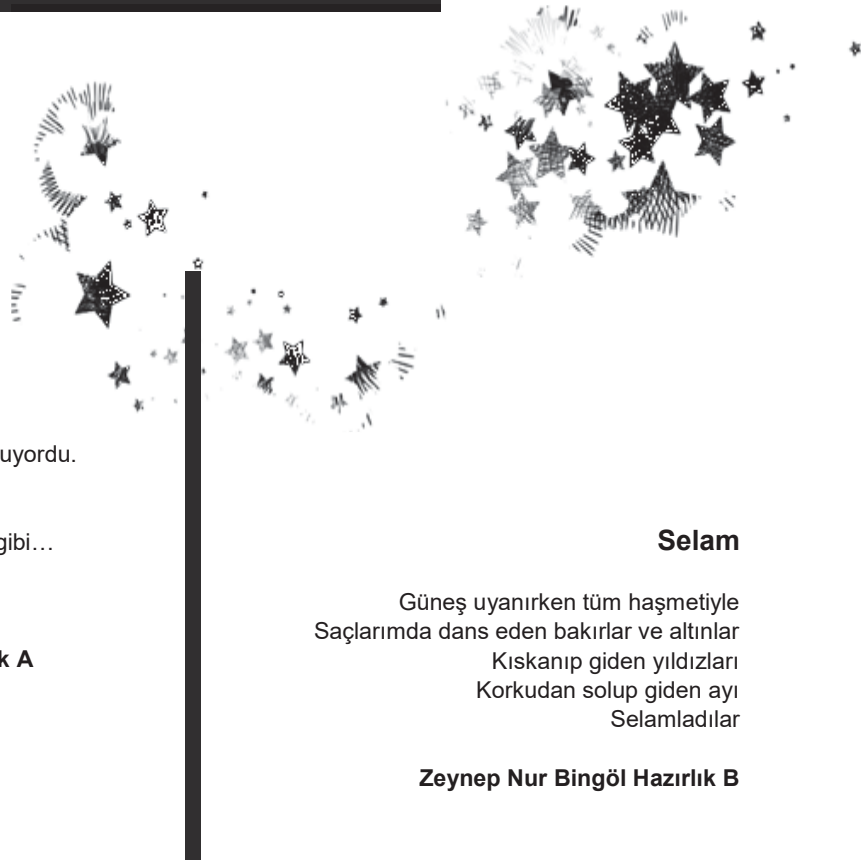 uyordu.
gibi…
k A
Selam
Güneş uyanırken tüm haşmetiyle
Saçlarımda dans eden bakırlar ve altınlar
Kıskanıp giden yıldızları
Korkudan solup giden ayı
Selamladılar
Zeynep Nur Bingöl Hazırlık B